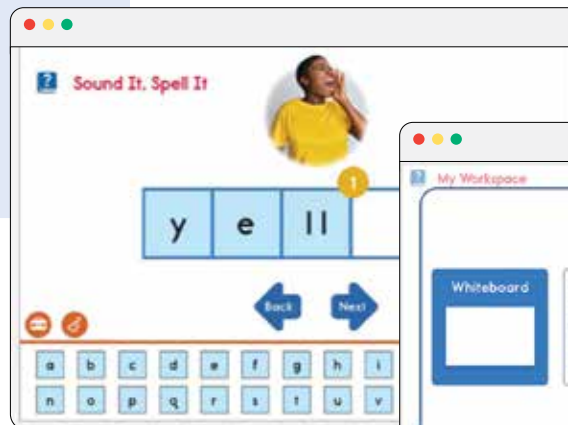 Sound It, Spell It
1
y e ll
My Workspace
Whiteboard
Back Next
a b c d e f g h i
n o p q r s t u v